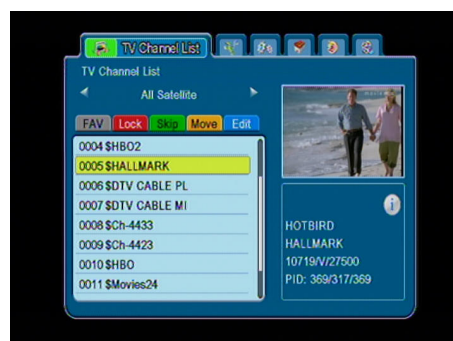 TV Channel List
TV Channel List
All Satellite
FAV Lock Skip Move Edit
0004 $HBO2
0005 $HALLMARK
0006 $DTV CABLE PL
0007 $DTV CABLE MI
0008 $Ch-4433
0009 $Ch-4423
0010 $HBO
0011 $Movies24
HOTBIRD
HALLMARK
10719/V/27500
PID: 369/317/369